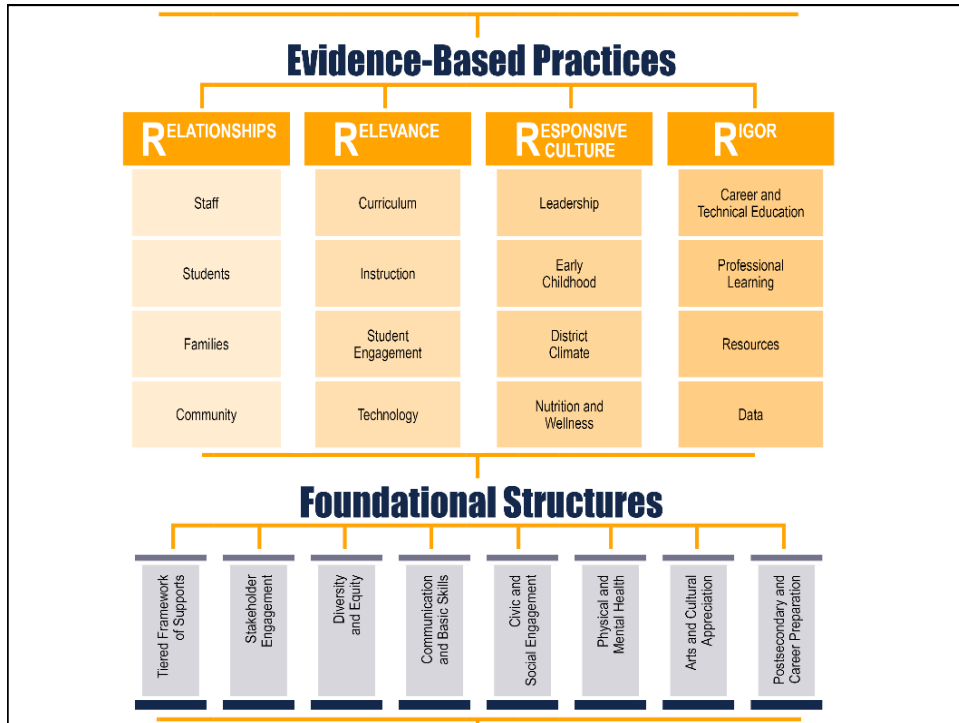 Evidence-Based Practices
RELATIONSHIPS
RELEVANCE
RESPONSIVE
CULTURE
RIGOR
Staff
Curriculum
Leadership
Career and
Technical Education
Students
Instruction
Early
Childhood
Professional
Learning
Families
Student
Engagement
District
Climate
Resources
Community
Technology
Nutrition and
Wellness
Data
Foundational Structures
Tiered Framework
of Supports
Stakeholder
Engagement
Diversity
and Equity
Communication
and Basic Skills
Civic and
Social Engagement
Physical and
Mental Health
Arts and Cultural
Appreciation
Postsecondary and
Career Preparation